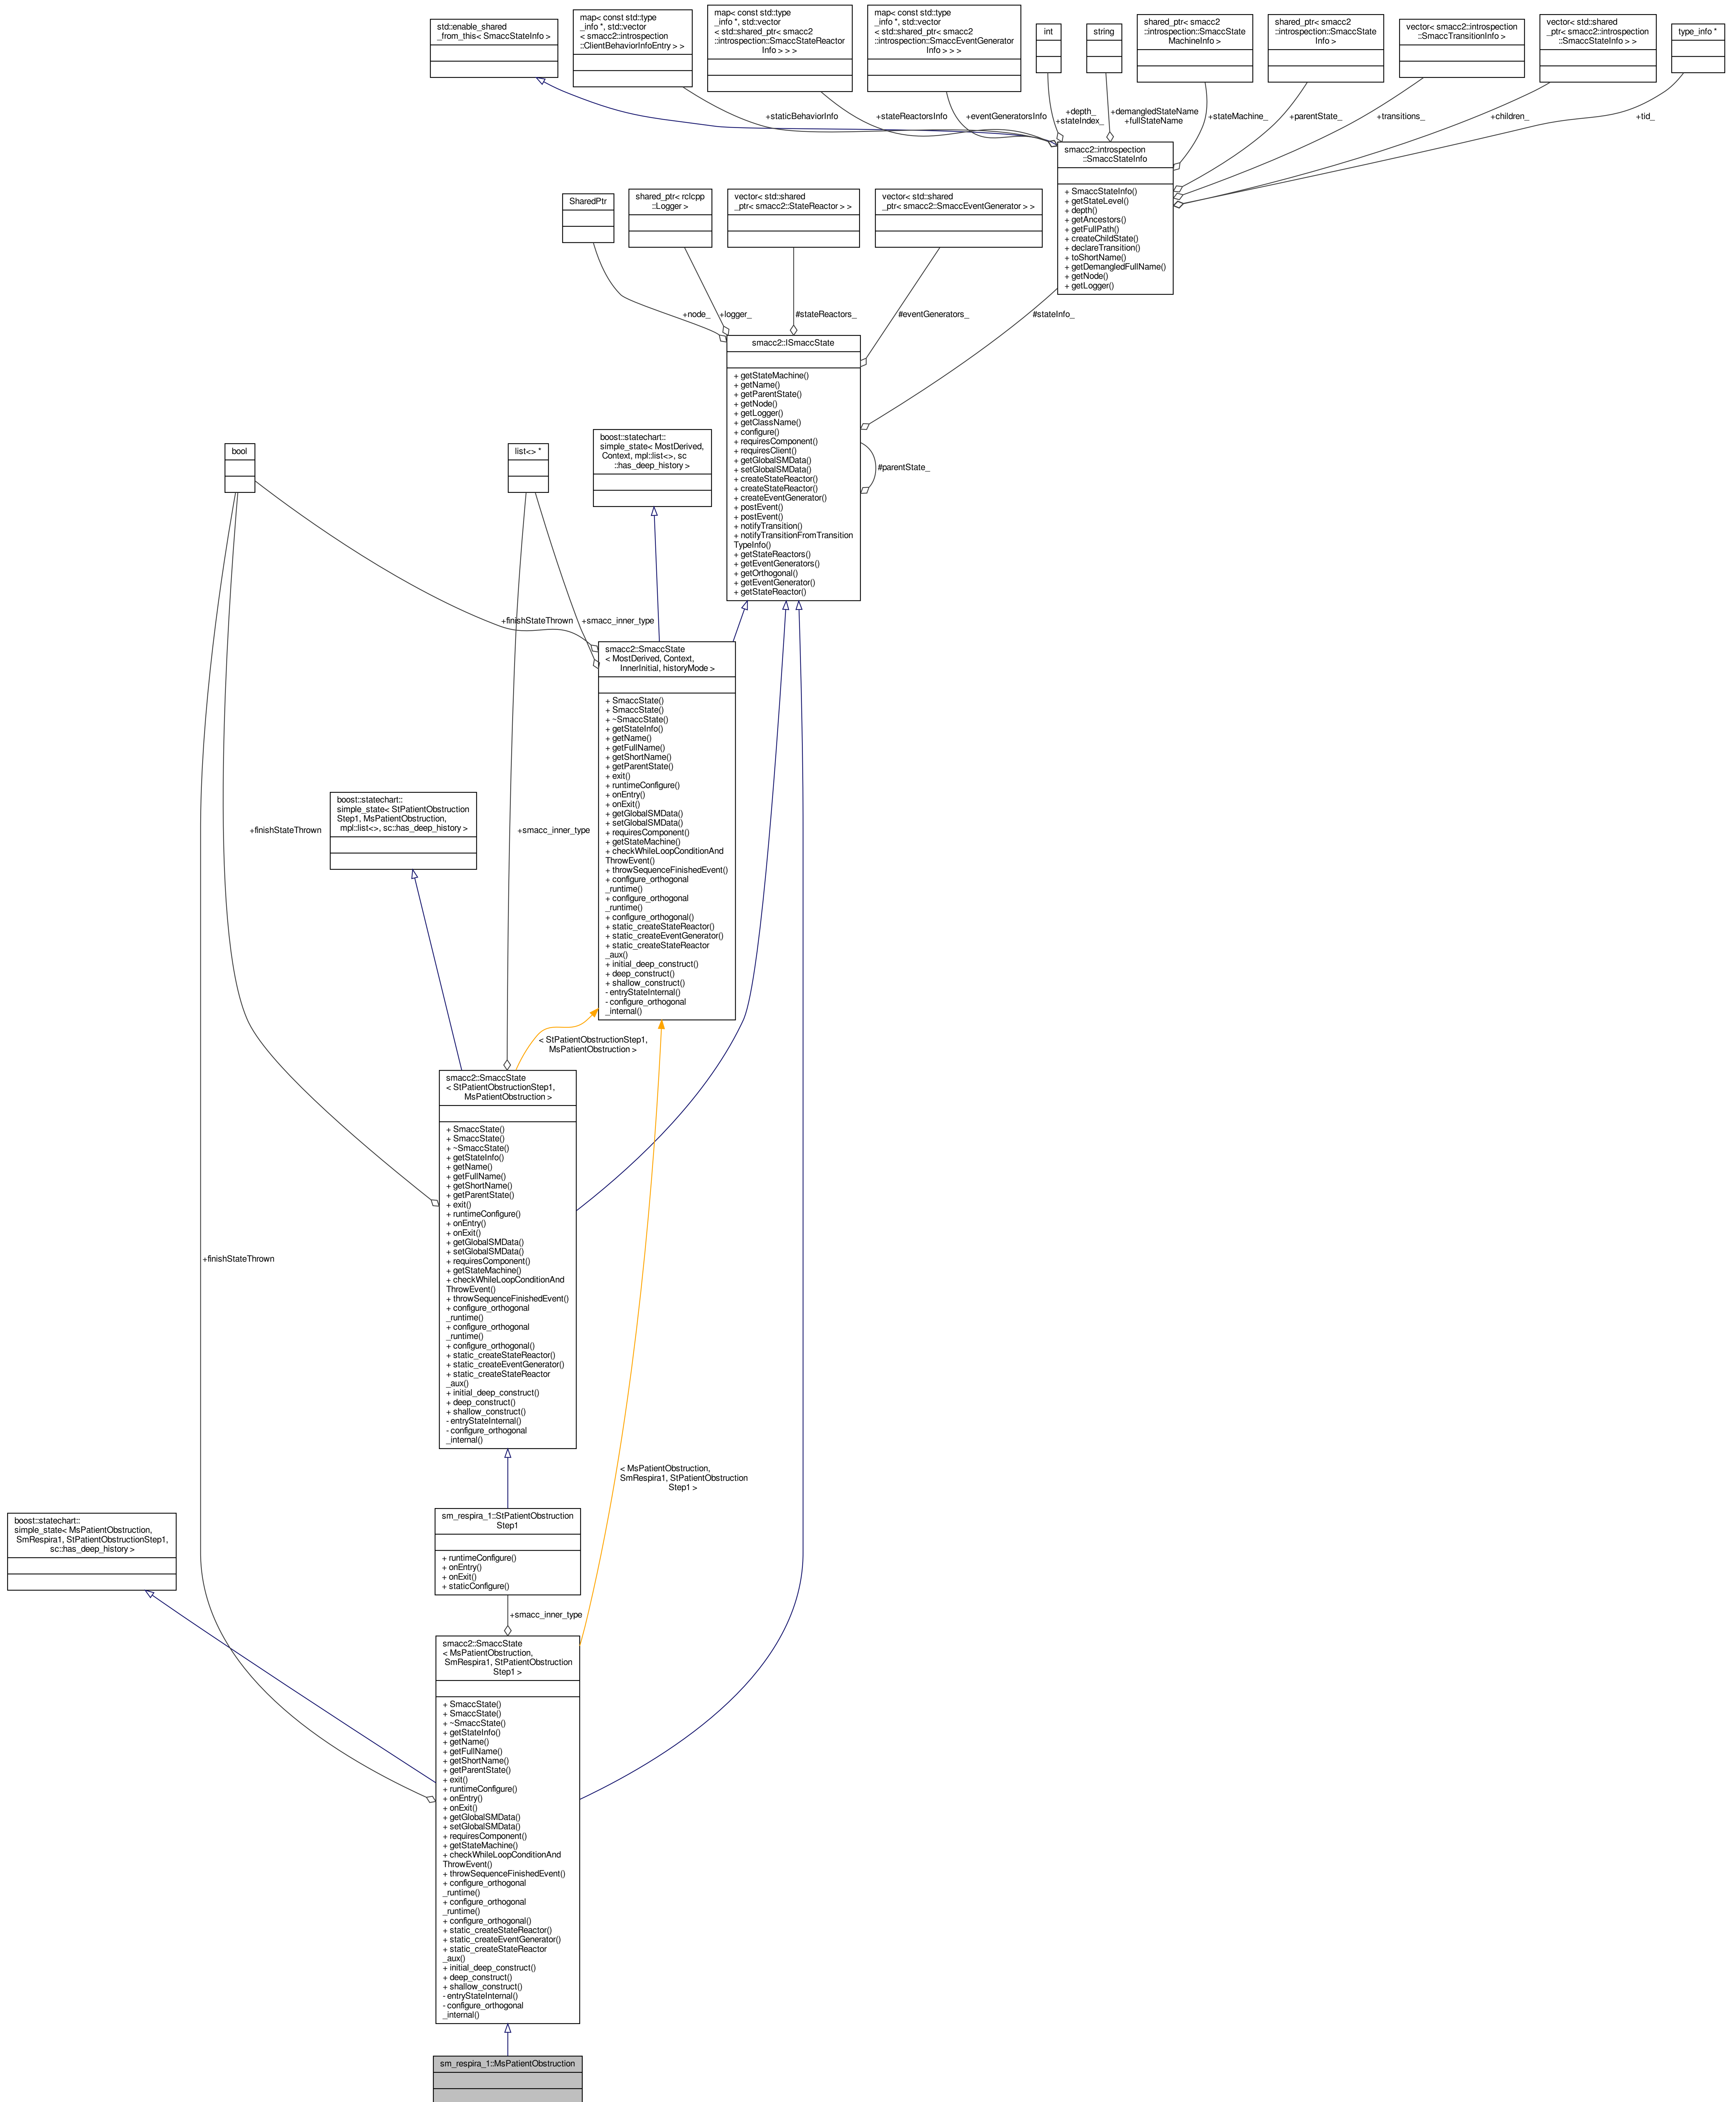 std::enable_shared
_from_this< SmaccStateInfo >
map< const std::type
_info *, std::vector
< smacc2::introspection
::ClientBehaviorInfoEntry > >
map< const std::type
_info *, std::vector
< std::shared_ptr< smacc2
::introspection::SmaccStateReactor
Info > > >
map< const std::type
_info *, std::vector
< std::shared_ptr< smacc2
::introspection::SmaccEventGenerator
Info > > >
int
string
shared_ptr< smacc2
::introspection::SmaccState
MachineInfo >
shared_ptr< smacc2
::introspection::SmaccState
Info >
vector< smacc2::introspection
::SmaccTransitionInfo >
vector< std::shared
_ptr< smacc2::introspection
::SmaccStateInfo > >
type_info *
+staticBehaviorInfo
+stateReactorsInfo
+eventGeneratorsInfo
+depth_
+stateIndex_
+demangledStateName
+fullStateName
+stateMachine_
+parentState_
+transitions_
+children_
+tid_
smacc2::introspection
::SmaccStateInfo
+ SmaccStateInfo()
+ getStateLevel()
+ depth()
+ getAncestors()
+ getFullPath()
+ createChildState()
+ declareTransition()
+ toShortName()
+ getDemangledFullName()
+ getNode()
+ getLogger()
SharedPtr
shared_ptr< rclcpp
::Logger >
vector< std::shared
_ptr< smacc2::StateReactor > >
vector< std::shared
_ptr< smacc2::SmaccEventGenerator > >
+node_
+logger_
#stateReactors_
#eventGenerators_
#stateInfo_
smacc2::ISmaccState
+ getStateMachine()
+ getName()
+ getParentState()
+ getNode()
+ getLogger()
+ getClassName()
+ configure()
+ requiresComponent()
+ requiresClient()
+ getGlobalSMData()
+ setGlobalSMData()
+ createStateReactor()
+ createStateReactor()
+ createEventGenerator()
+ postEvent()
+ postEvent()
+ notifyTransition()
+ notifyTransitionFromTransition
TypeInfo()
+ getStateReactors()
+ getEventGenerators()
+ getOrthogonal()
+ getEventGenerator()
+ getStateReactor()
#parentState_
bool
list<> *
boost::statechart::
simple_state< MostDerived,
Context, mpl::list<>, sc
::has_deep_history >
+finishStateThrown
+smacc_inner_type
smacc2::SmaccState
< MostDerived, Context,
InnerInitial, historyMode >
+ SmaccState()
+ SmaccState()
+ ~SmaccState()
+ getStateInfo()
+ getName()
+ getFullName()
+ getShortName()
+ getParentState()
+ exit()
+ runtimeConfigure()
+ onEntry()
+ onExit()
+ getGlobalSMData()
+ setGlobalSMData()
+ requiresComponent()
+ getStateMachine()
+ checkWhileLoopConditionAnd
ThrowEvent()
+ throwSequenceFinishedEvent()
+ configure_orthogonal
_runtime()
+ configure_orthogonal
_runtime()
+ configure_orthogonal()
+ static_createStateReactor()
+ static_createEventGenerator()
+ static_createStateReactor
_aux()
+ initial_deep_construct()
+ deep_construct()
+ shallow_construct()
- entryStateInternal()
- configure_orthogonal
_internal()
boost::statechart::
simple_state< StPatientObstruction
Step1, MsPatientObstruction,
mpl::list<>, sc::has_deep_history >
+finishStateThrown
+smacc_inner_type
< StPatientObstructionStep1,
MsPatientObstruction >
smacc2::SmaccState
< StPatientObstructionStep1,
MsPatientObstruction >
+ SmaccState()
+ SmaccState()
+ ~SmaccState()
+ getStateInfo()
+ getName()
+ getFullName()
+ getShortName()
+ getParentState()
+ exit()
+ runtimeConfigure()
+ onEntry()
+ onExit()
+ getGlobalSMData()
+ setGlobalSMData()
+ requiresComponent()
+ getStateMachine()
+ checkWhileLoopConditionAnd
ThrowEvent()
+ throwSequenceFinishedEvent()
+ configure_orthogonal
_runtime()
+ configure_orthogonal
_runtime()
+ configure_orthogonal()
+ static_createStateReactor()
+ static_createEventGenerator()
+ static_createStateReactor
_aux()
+ initial_deep_construct()
+ deep_construct()
+ shallow_construct()
- entryStateInternal()
- configure_orthogonal
_internal()
+finishStateThrown
< MsPatientObstruction,
SmRespira1, StPatientObstruction
Step1 >
boost::statechart::
simple_state< MsPatientObstruction,
SmRespira1, StPatientObstructionStep1,
sc::has_deep_history >
sm_respira_1::StPatientObstruction
Step1
+ runtimeConfigure()
+ onEntry()
+ onExit()
+ staticConfigure()
+smacc_inner_type
smacc2::SmaccState
< MsPatientObstruction,
SmRespira1, StPatientObstruction
Step1 >
+ SmaccState()
+ SmaccState()
+ ~SmaccState()
+ getStateInfo()
+ getName()
+ getFullName()
+ getShortName()
+ getParentState()
+ exit()
+ runtimeConfigure()
+ onEntry()
+ onExit()
+ getGlobalSMData()
+ setGlobalSMData()
+ requiresComponent()
+ getStateMachine()
+ checkWhileLoopConditionAnd
ThrowEvent()
+ throwSequenceFinishedEvent()
+ configure_orthogonal
_runtime()
+ configure_orthogonal
_runtime()
+ configure_orthogonal()
+ static_createStateReactor()
+ static_createEventGenerator()
+ static_createStateReactor
_aux()
+ initial_deep_construct()
+ deep_construct()
+ shallow_construct()
- entryStateInternal()
- configure_orthogonal
_internal()
sm_respira_1::MsPatientObstruction